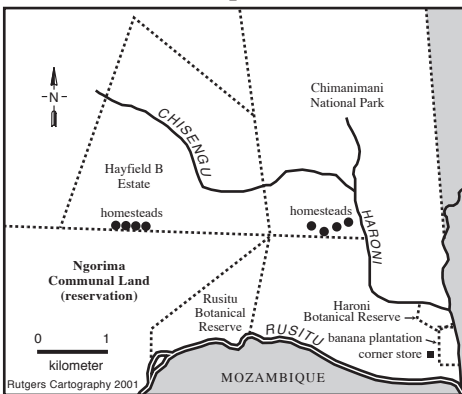 N
Chimanimani
National Park
CHISENGU
Hayfield B
Estate
homesteads
homesteads
HARONI
Ngorima
Communal Land
(reservation)
Rusitu
Botanical
Reserve
Haroni
Botanical Reserve
RUSITU
banana plantation
corner store
0 1
kilometer
MOZAMBIQUE
Rutgers Cartography 2001